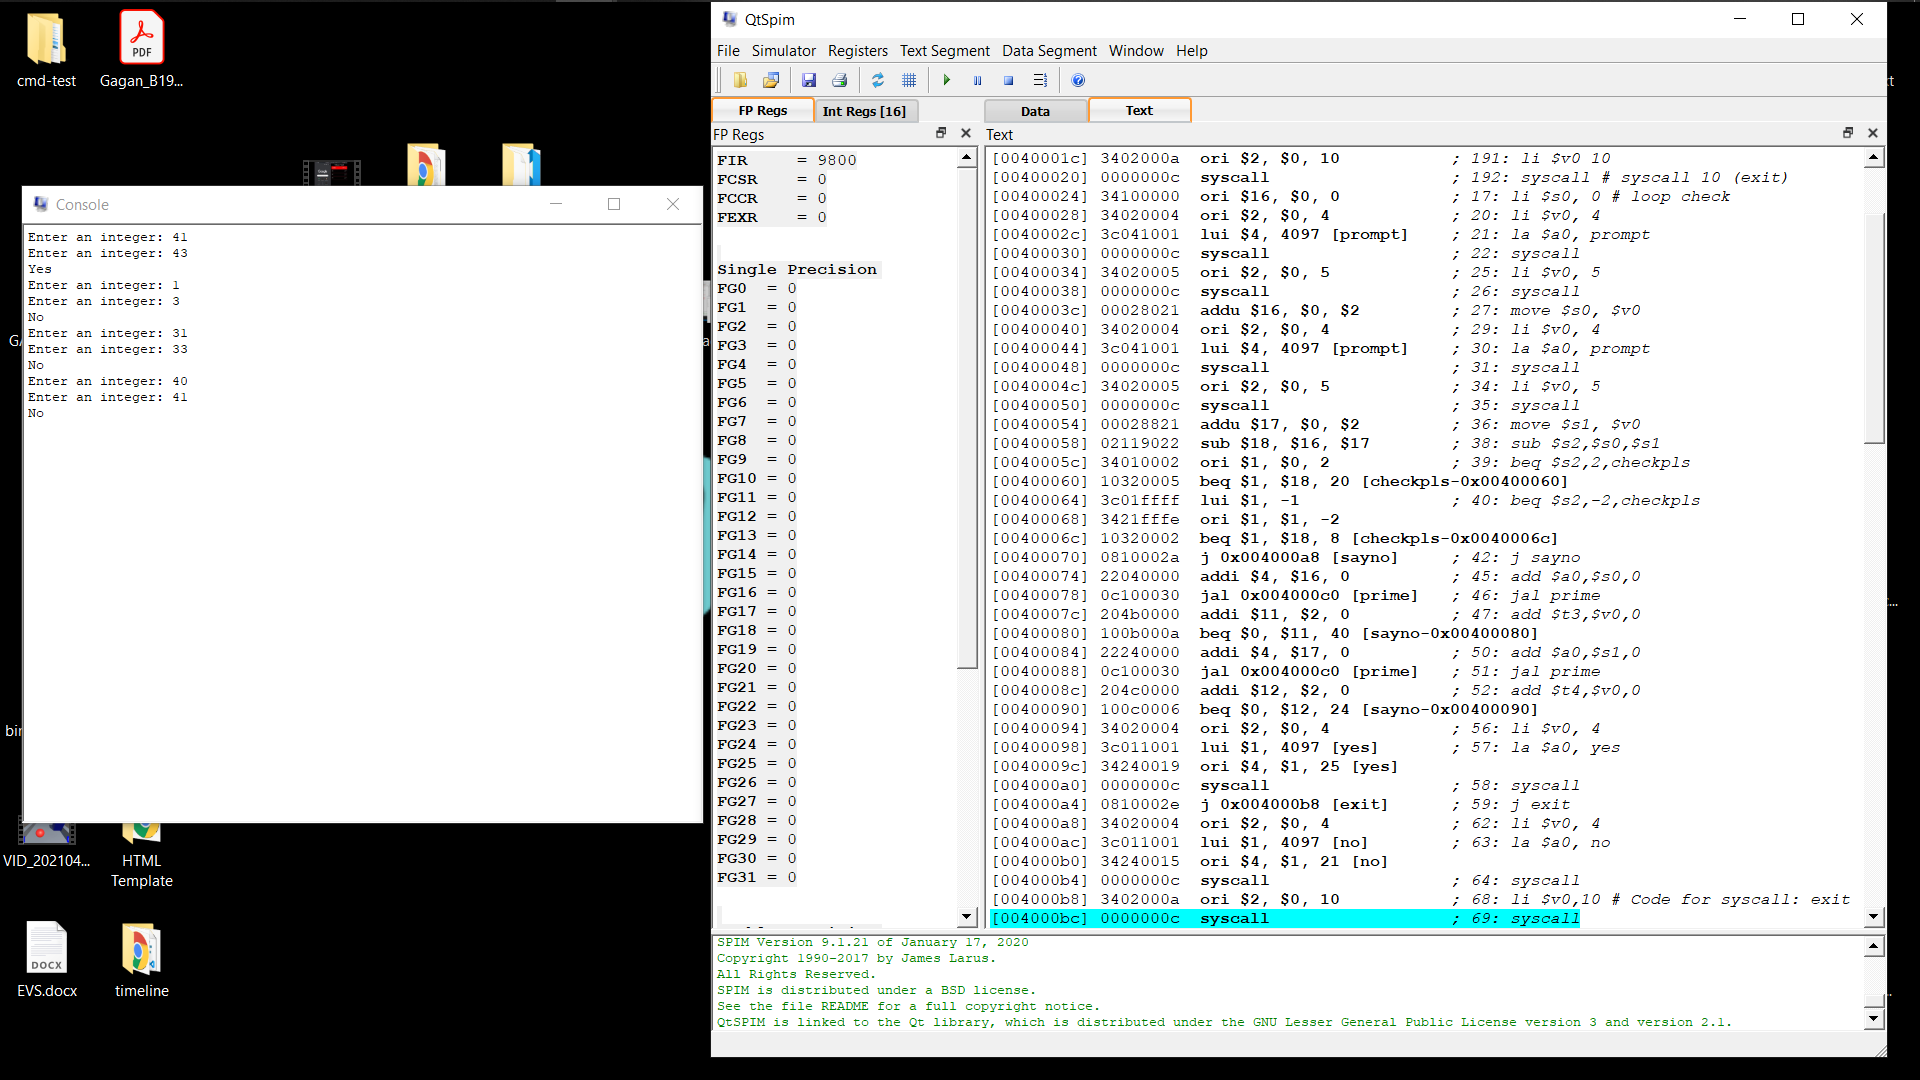 cmd-test
PDF
Gagan_B19...
Console
Enter an integer: 41
Enter an integer: 43
Yes
Enter an integer: 1
Enter an integer: 3
No
Enter an integer: 31
Enter an integer: 33
No
Enter an integer: 40
Enter an integer: 41
No
VID_202104...
HTML Template
DOCX
EVS.docx
timeline
QtSpim
File Simulator Registers Text Segment Data Segment Window Help
FP Regs
Int Regs [16]
Data
Text
FP Regs
FIR = 9800
FCSR = 0
FCCR = 0
FEXR = 0
Single Precision
FG0 = 0
FG1 = 0
FG2 = 0
FG3 = 0
FG4 = 0
FG5 = 0
FG6 = 0
FG7 = 0
FG8 = 0
FG9 = 0
FG10 = 0
FG11 = 0
FG12 = 0
FG13 = 0
FG14 = 0
FG15 = 0
FG16 = 0
FG17 = 0
FG18 = 0
FG19 = 0
FG20 = 0
FG21 = 0
FG22 = 0
FG23 = 0
FG24 = 0
FG25 = 0
FG26 = 0
FG27 = 0
FG28 = 0
FG29 = 0
FG30 = 0
FG31 = 0
Text
[0040001c] 3402000a ori $2, $0, 10 ; 191: li $v0 10
[00400020] 0000000c syscall ; 192: syscall # syscall 10 (exit)
[00400024] 34100000 ori $16, $0, 0 ; 17: li $s0, 0 # loop check
[00400028] 34020004 ori $2, $0, 4 ; 20: li $v0, 4
[0040002c] 3c041001 lui $4, 4097 [prompt] ; 21: la $a0, prompt
[00400030] 0000000c syscall ; 22: syscall
[00400034] 34020005 ori $2, $0, 5 ; 25: li $v0, 5
[00400038] 0000000c syscall ; 26: syscall
[0040003c] 00028021 addu $16, $0, $2 ; 27: move $s0, $v0
[00400040] 34020004 ori $2, $0, 4 ; 29: li $v0, 4
[00400044] 3c041001 lui $4, 4097 [prompt] ; 30: la $a0, prompt
[00400048] 0000000c syscall ; 31: syscall
[0040004c] 34020005 ori $2, $0, 5 ; 34: li $v0, 5
[00400050] 0000000c syscall ; 35: syscall
[00400054] 00028821 addu $17, $0, $2 ; 36: move $s1, $v0
[00400058] 02119022 sub $18, $16, $17 ; 38: sub $s2,$s0,$s1
[0040005c] 34010002 ori $1, $0, 2 ; 39: beq $s2,2,checkpls
[00400060] 10320005 beq $1, $18, 20 [checkpls-0x00400060]
[00400064] 3c01ffff lui $1, -1 ; 40: beq $s2,-2,checkpls
[00400068] 3421fffe ori $1, $1, -2
[0040006c] 10320002 beq $1, $18, 8 [checkpls-0x0040006c]
[00400070] 0810002a j 0x004000a8 [sayno] ; 42: j sayno
[00400074] 22040000 addi $4, $16, 0 ; 45: add $a0,$s0,0
[00400078] 0c100030 jal 0x004000c0 [prime] ; 46: jal prime
[0040007c] 204b0000 addi $11, $2, 0 ; 47: add $t3,$v0,0
[00400080] 100b000a beq $0, $11, 40 [sayno-0x00400080]
[00400084] 22240000 addi $4, $17, 0 ; 50: add $a0,$s1,0
[00400088] 0c100030 jal 0x004000c0 [prime] ; 51: jal prime
[0040008c] 204c0000 addi $12, $2, 0 ; 52: add $t4,$v0,0
[00400090] 100c0006 beq $0, $12, 24 [sayno-0x00400090]
[00400094] 34020004 ori $2, $0, 4 ; 56: li $v0, 4
[00400098] 3c011001 lui $1, 4097 [yes] ; 57: la $a0, yes
[0040009c] 34240019 ori $4, $1, 25 [yes]
[004000a0] 0000000c syscall ; 58: syscall
[004000a4] 0810002e j 0x004000b8 [exit] ; 59: j exit
[004000a8] 34020004 ori $2, $0, 4 ; 62: li $v0, 4
[004000ac] 3c011001 lui $1, 4097 [no] ; 63: la $a0, no
[004000b0] 34240015 ori $4, $1, 21 [no]
[004000b4] 0000000c syscall ; 64: syscall
[004000b8] 3402000a ori $2, $0, 10 ; 68: li $v0,10 # Code for syscall: exit
[004000bc] 0000000c syscall ; 69: syscall
SPIM Version 9.1.21 of January 17, 2020
Copyright 1990-2017 by James Larus.
All Rights Reserved.
SPIM is distributed under a BSD license.
See the file README for a full copyright notice.
QtSPIM is linked to the Qt library, which is distributed under the GNU Lesser General Public License version 3 and version 2.1.